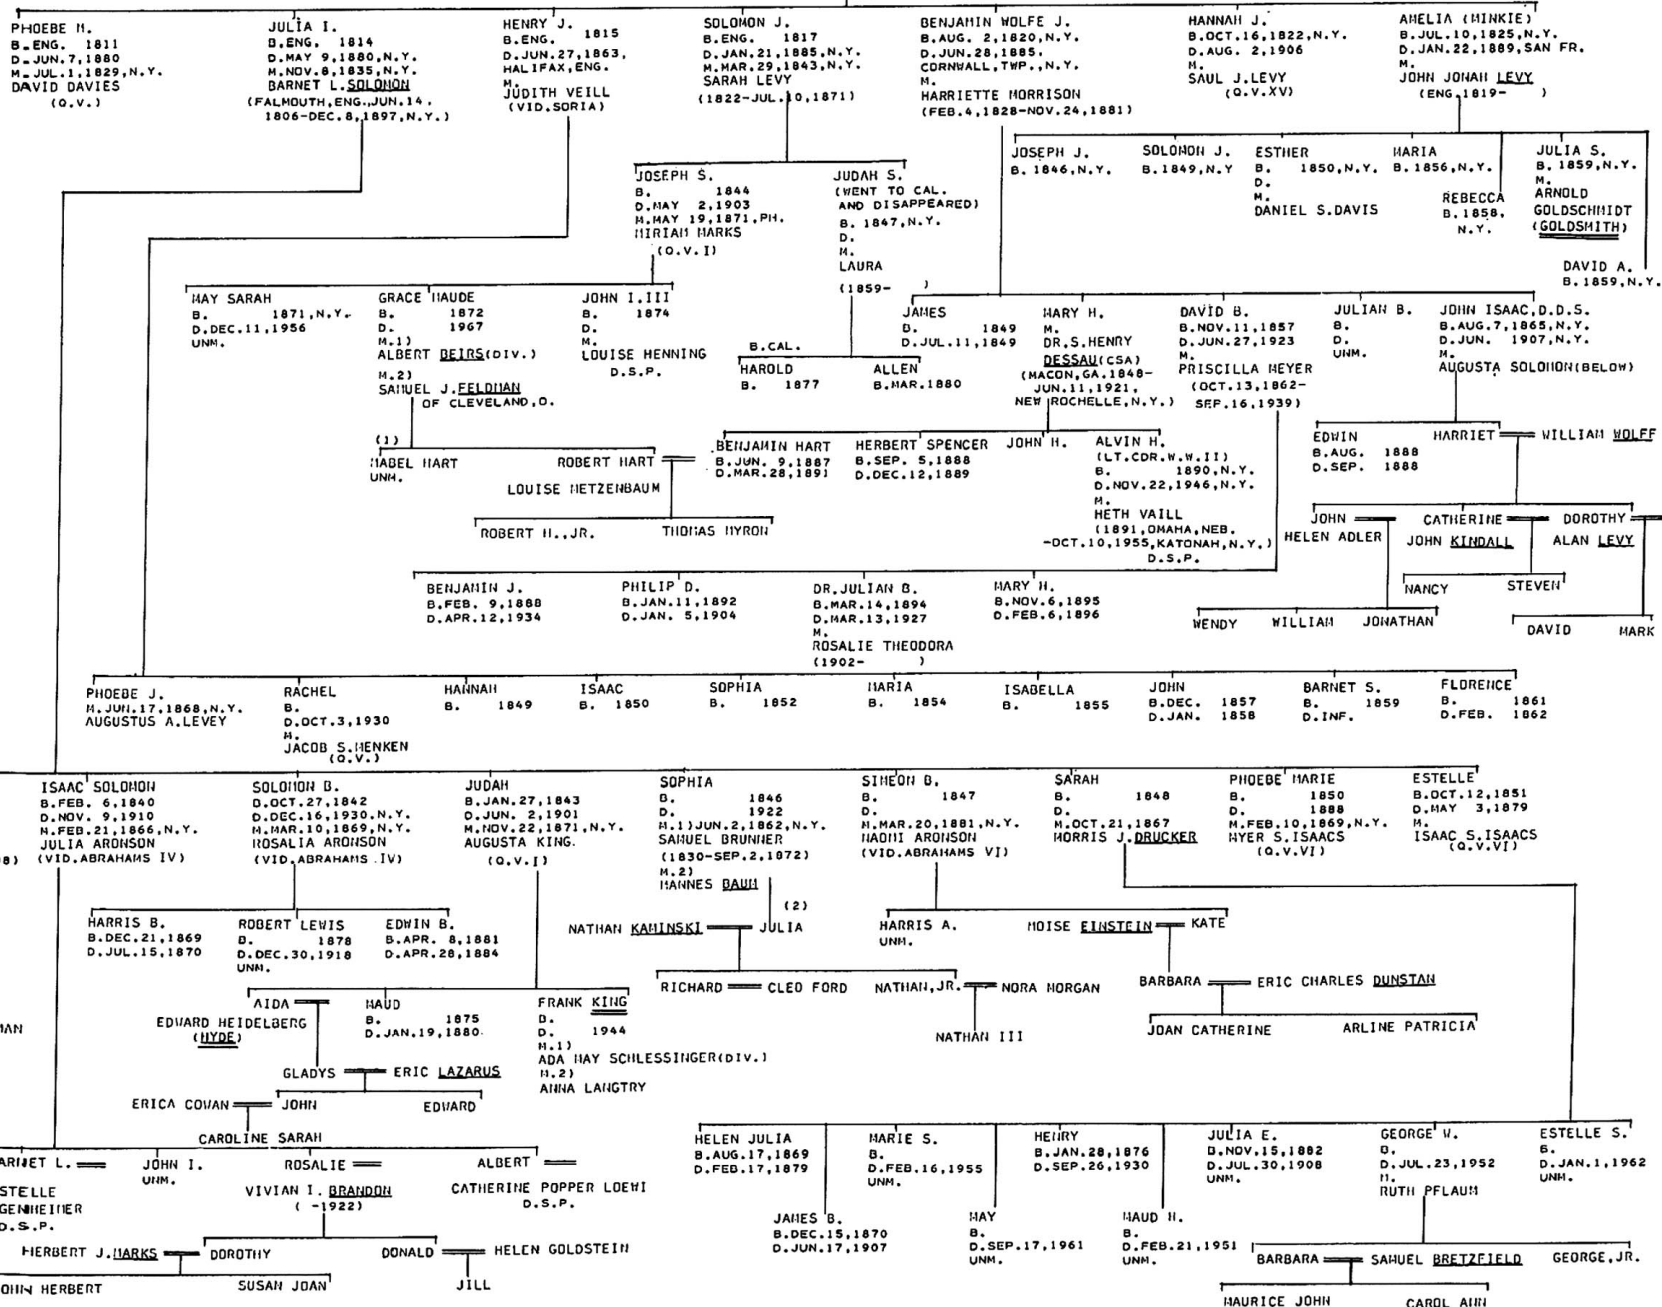 PHOEBE M.
B.ENG. 1811
D.JUN.7,1880
M.JUL.1,1829,N.Y.
DAVID DAVIES
(Q.V.)
JULIA I.
B.ENG. 1814
D.MAY 9,1880,N.Y.
M.NOV.8,1835,N.Y.
BARNET L.SOLOMON
(FALMOUTH,ENG.,JUN.14,
1806-DEC.8,1897,N.Y.)
HENRY J.
B.ENG. 1815
D.JUN.27,1863,
HALIFAX,ENG.
M.
JUDITH VEILL
(VID.SORIA)
SOLOMON J.
B.ENG. 1817
D.JAN.21,1885,N.Y.
M.MAR.29,1843,N.Y.
SARAH LEVY
(1822-JUL.10,1871)
BENJAMIN WOLFE J.
B.AUG. 2,1820,N.Y.
D.JUN.28,1885,
CORNWALL,TWP.,N.Y.
M.
HARRIETTE MORRISON
(FEB.4,1828-NOV.24,1881)
HANNAH J.
B.OCT.16,1822,N.Y.
D.AUG. 2,1906
M.
SAUL J.LEVY
(Q.V.XV)
AMELIA (MINKIE)
B.JUL.10,1825,N.Y.
D.JAN.22,1889,SAN FR.
M.
JOHN JONAH LEVY
(ENG.1819- )
JOSEPH S.
B. 1844
D.MAY 2,1903
M.MAY 19,1871,PH.
MIRIAM MARKS
(Q.V.I)
JUDAH S.
(WENT TO CAL.
AND DISAPPEARED)
B. 1847,N.Y.
D.
M.
LAURA
(1859- )
JOSEPH J.
B. 1846,N.Y.
SOLOMON J.
B.1849,N.Y
ESTHER
B. 1850,N.Y.
D.
M.
DANIEL S.DAVIS
MARIA
B.1856,N.Y.
REBECCA
B.1858,
N.Y.
JULIA S.
B. 1859,N.Y.
M.
ARNOLD
GOLDSCHMIDT
(GOLDSMITH)
DAVID A.
B.1859,N.Y.
MAY SARAH
B. 1871,N.Y.
D.DEC.11,1956
UNM.
GRACE MAUDE
B. 1872
D. 1967
M.1)
ALBERT BEIRS(DIV.)
M.2)
SAMUEL J.FELDMAN
OF CLEVELAND,O.
JOHN I.III
B. 1874
D.
M.
LOUISE HENNING
D.S.P.
B.CAL.
HAROLD
B. 1877
ALLEN
B.MAR.1880
JAMES
B. 1849
D.JUL.11,1849
MARY H.
M.
DR.S.HENRY
DESSAU(CSA)
(MACON,GA.1848-
JUN.11,1921,
NEW ROCHELLE,N.Y.)
DAVID B.
B.NOV.11,1857
D.JUN.27,1923
M.
PRISCILLA MEYER
(OCT.13,1862-
SEP.16,1939)
JULIAN B.
B.
D.
UNM.
JOHN ISAAC,D.D.S.
B.AUG.7,1865,N.Y.
D.JUN. 1907,N.Y.
M.
AUGUSTA SOLOMON(BELOW)
(1)
MABEL HART
UNM.
ROBERT HART
LOUISE METZENBAUM
ROBERT H.,JR.
THOMAS MYRON
BENJAMIN HART
B.JUN. 9,1887
D.MAR.28,1891
HERBERT SPENCER
B.SEP. 5,1888
D.DEC.12,1889
JOHN H.
ALVIN H.
(LT.CDR.W.W.II)
B. 1890,N.Y.
D.NOV.22,1946,N.Y.
M.
HETH VAILL
(1891,OMAHA,NEB.
-OCT.10,1955,KATONAH,N.Y.)
D.S.P.
EDWIN
B.AUG. 1888
D.SEP. 1888
HARRIET
WILLIAM WOLFF
JOHN
HELEN ADLER
CATHERINE
JOHN KINDALL
DOROTHY
ALAN LEVY
NANCY
STEVEN
WENDY
WILLIAM
JONATHAN
DAVID
MARK
BENJAMIN J.
B.FEB. 9,1888
D.APR.12,1934
PHILIP D.
B.JAN.11,1892
D.JAN. 5,1904
DR.JULIAN B.
B.MAR.14,1894
D.MAR.13,1927
M.
ROSALIE THEODORA
(1902- )
MARY H.
B.NOV.6,1895
D.FEB.6,1896
PHOEBE J.
M.JUN.17,1868,N.Y.
AUGUSTUS A.LEVEY
RACHEL
B.
D.OCT.3,1930
M.
JACOB S.MENKEN
(Q.V.)
HANNAH
B. 1849
ISAAC
B. 1850
SOPHIA
B. 1852
MARIA
B. 1854
ISABELLA
B. 1855
JOHN
B.DEC. 1857
D.JAN. 1858
BARNET S.
B. 1859
D.INF.
FLORENCE
B. 1861
D.FEB. 1862
8)
ISAAC SOLOMON
B.FEB. 6,1840
D.NOV. 9,1910
M.FEB.21,1866,N.Y.
JULIA ARONSON
(VID.ABRAHAMS IV)
SOLOMON B.
B.OCT.27,1842
D.DEC.16,1930,N.Y.
M.MAR.10,1869,N.Y.
ROSALIA ARONSON
(VID.ABRAHAMS IV)
JUDAH
B.JAN.27,1843
D.JUN. 2,1901
M.NOV.22,1871,N.Y.
AUGUSTA KING.
(Q.V.I)
SOPHIA
B. 1846
D. 1922
M.1)JUN.2,1862,N.Y.
SAMUEL BRUNNER
(1830-SEP.2,1872)
M.2)
MANNES BAUM
SIMEON B.
B. 1847
D.
M.MAR.20,1881,N.Y.
NAOMI ARONSON
(VID.ABRAHAMS VI)
SARAH
B. 1848
D.
M.OCT.21,1867
MORRIS J.DRUCKER
PHOEBE MARIE
B. 1850
D. 1888
M.FEB.10,1869,N.Y.
MYER S.ISAACS
(Q.V.VI)
ESTELLE
B.OCT.12,1851
D.MAY 3,1879
M.
ISAAC S.ISAACS
(Q.V.VI)
HARRIS B.
B.DEC.21,1869
D.JUL.15,1870
ROBERT LEWIS
B. 1878
D.DEC.30,1918
UNM.
EDWIN B.
B.APR. 8,1881
D.APR.28,1884
(2)
NATHAN KAMINSKI
JULIA
HARRIS A.
UNM.
MOISE EINSTEIN
KATE
RICHARD
CLEO FORD
NATHAN,JR.
NORA MORGAN
NATHAN III
BARBARA
ERIC CHARLES DUNSTAN
JOAN CATHERINE
ARLINE PATRICIA
MAN
AIDA
EDWARD HEIDELBERG
(HYDE)
MAUD
B. 1875
D.JAN.19,1880
FRANK KING
B.
D. 1944
M.1)
ADA MAY SCHLESSINGER(DIV.)
M.2)
ANNA LANGTRY
GLADYS
ERIC LAZARUS
ERICA COWAN
JOHN
EDWARD
CAROLINE SARAH
ARNET L.
STELLE
GENHEIMER
D.S.P.
JOHN I.
UNM.
ROSALIE
VIVIAN I.BRANDON
( -1922)
ALBERT
CATHERINE POPPER LOEWI
D.S.P.
HERBERT J.MARKS
DOROTHY
DONALD
HELEN GOLDSTEIN
OHN HERBERT
SUSAN JOAN
JILL
HELEN JULIA
B.AUG.17,1869
D.FEB.17,1879
MARIE S.
B.
D.FEB.16,1955
UNM.
HENRY
B.JAN.28,1876
D.SEP.26,1930
JULIA E.
B.NOV.15,1882
D.JUL.30,1908
UNM.
GEORGE W.
B.
D.JUL.23,1952
M.
RUTH PFLAUM
ESTELLE S.
B.
D.JAN.1,1962
UNM.
JAMES B.
B.DEC.15,1870
D.JUN.17,1907
MAY
B.
D.SEP.17,1961
UNM.
MAUD H.
B.
D.FEB.21,1951
UNM.
BARBARA
SAMUEL BRETZFIELD
GEORGE,JR.
MAURICE JOHN
CAROL ANN